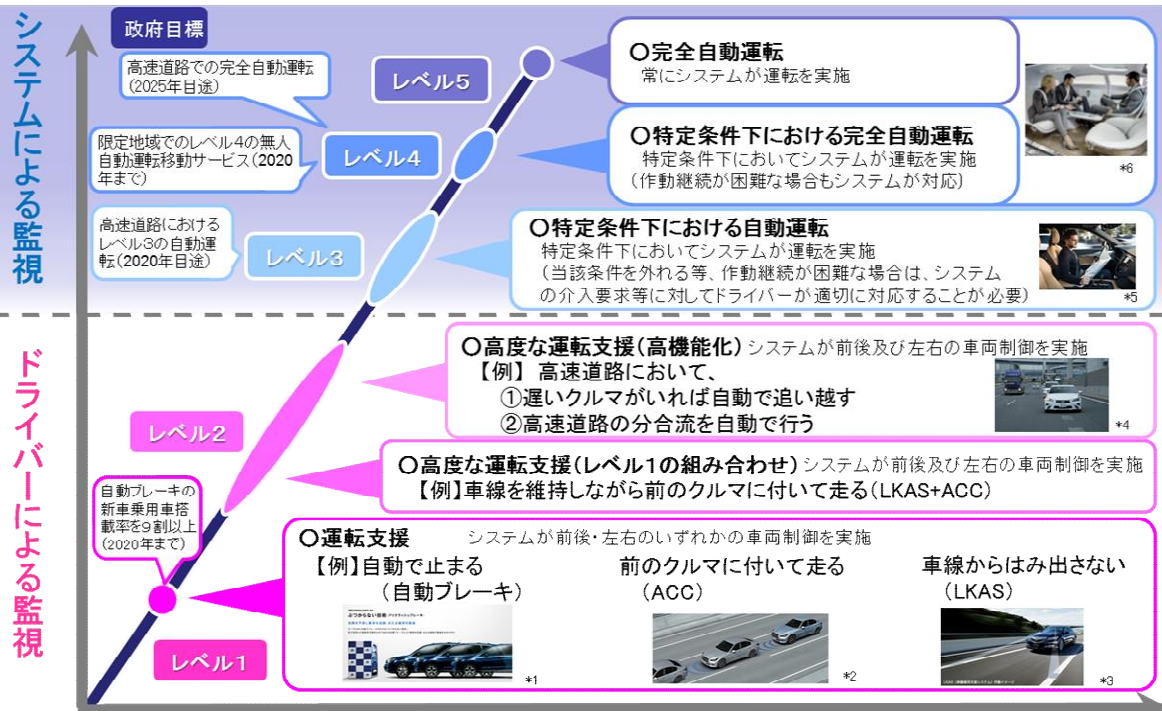 システムによる監視
政府目標
高速道路での完全自動運転
(2025年目途)
レベル5
〇完全自動運転
常にシステムが運転を実施
限定地域でのレベル4の無人
自動運転移動サービス(2020
年まで)
レベル4
〇特定条件下における完全自動運転
特定条件下においてシステムが運転を実施
(作動継続が困難な場合もシステムが対応)
*6
高速道路における
レベル3の自動運
転(2020年目途)
レベル3
〇特定条件下における自動運転
特定条件下においてシステムが運転を実施
(当該条件を外れる等、作動継続が困難な場合は、システム
の介入要求等に対してドライバーが適切に対応することが必要)
*5
ドライバーによる監視
レベル2
〇高度な運転支援(高機能化) システムが前後及び左右の車両制御を実施
【例】 高速道路において、
①遅いクルマがいれば自動で追い越す
②高速道路の分合流を自動で行う
*4
〇高度な運転支援(レベル1の組み合わせ) システムが前後及び左右の車両制御を実施
【例】車線を維持しながら前のクルマに付いて走る(LKAS+ACC)
自動ブレーキの
新車乗用車搭
載率を9割以上
(2020年まで)
レベル1
〇運転支援 システムが前後・左右のいずれかの車両制御を実施
【例】自動で止まる
(自動ブレーキ)
前のクルマに付いて走る
(ACC)
車線からはみ出さない
(LKAS)
ぶつからない技術
*1
*2
*3